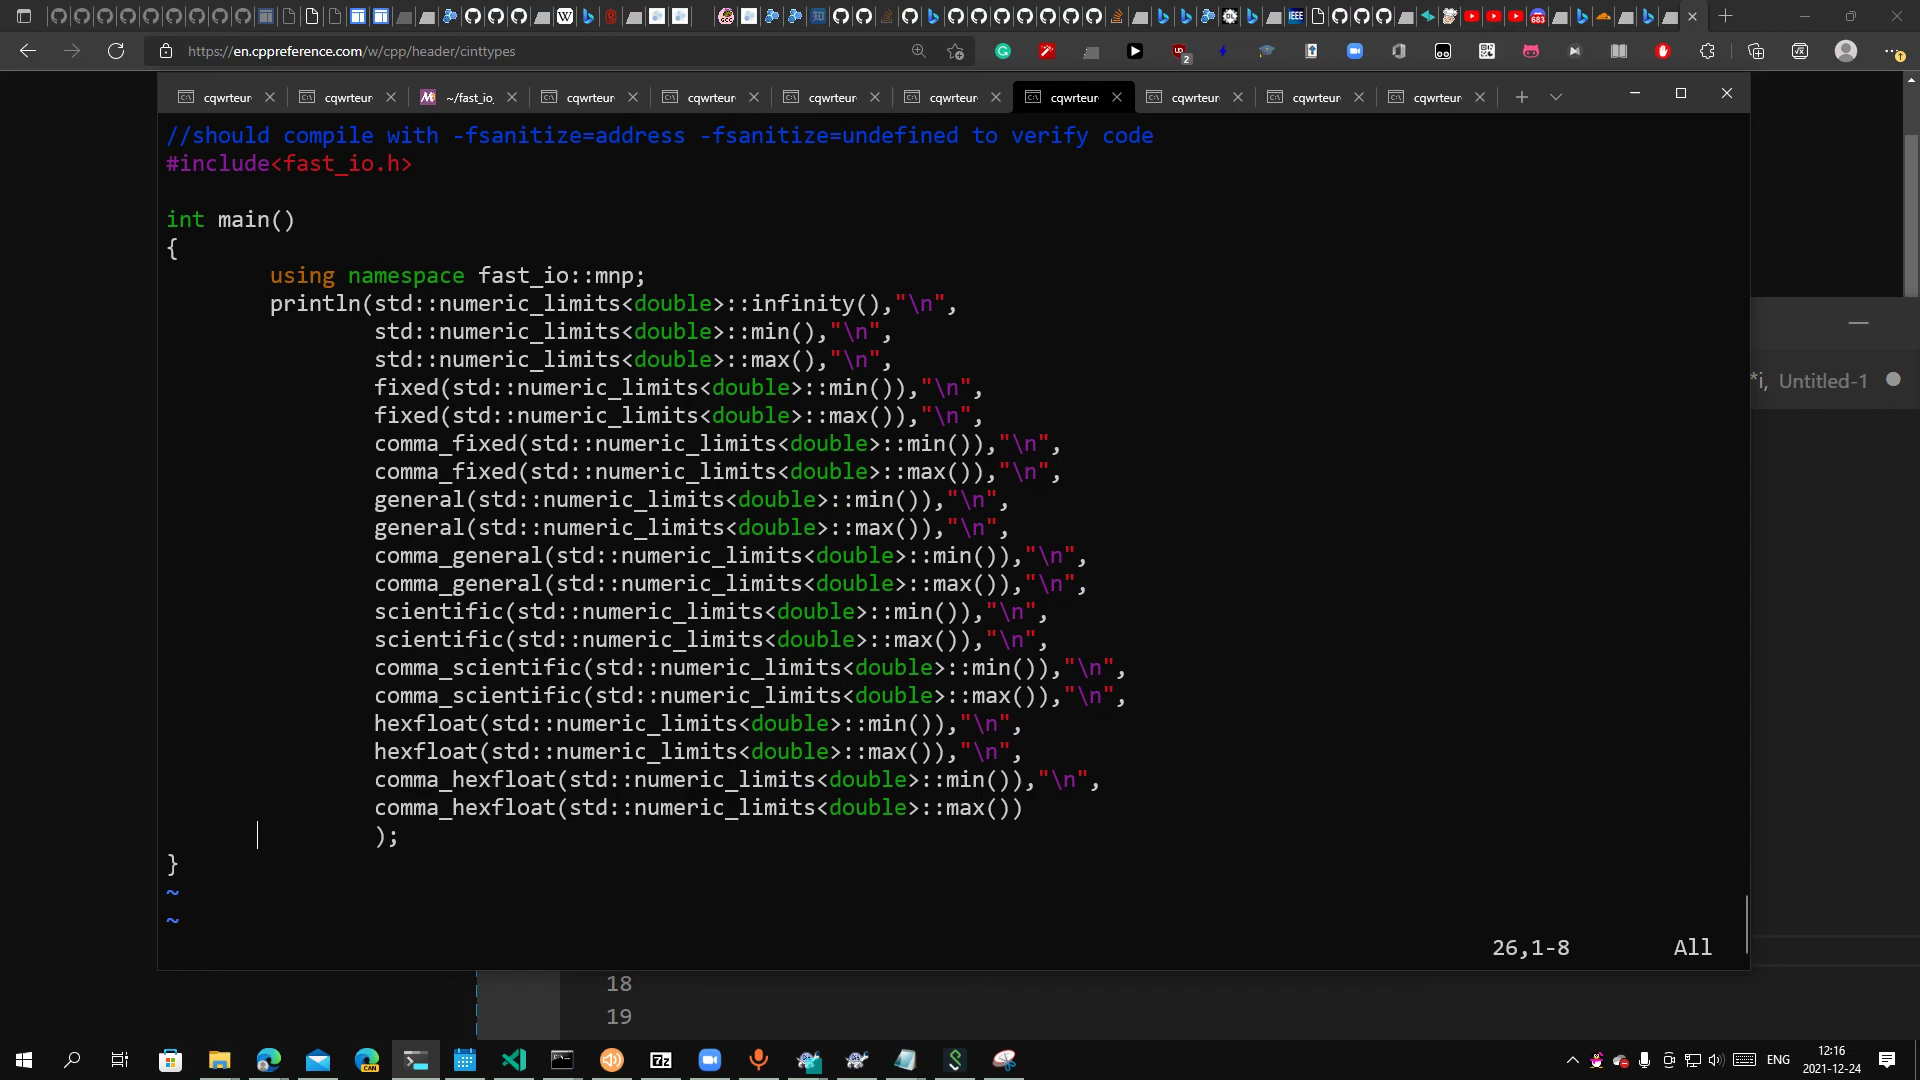 https://en.cppreference.com/w/cpp/header/cinttypes
2
cqwrteur
cqwrteur
~/fast_io
cqwrteur
cqwrteur
cqwrteur
cqwrteur
cqwrteur
cqwrteur
cqwrteur
cqwrteur
//should compile with -fsanitize=address -fsanitize=undefined to verify code
#include<fast_io.h>
int main()
{
using namespace fast_io::mnp;
println(std::numeric_limits<double>::infinity(),"\n",
std::numeric_limits<double>::min(),"\n",
std::numeric_limits<double>::max(),"\n",
fixed(std::numeric_limits<double>::min()),"\n",
fixed(std::numeric_limits<double>::max()),"\n",
comma_fixed(std::numeric_limits<double>::min()),"\n",
comma_fixed(std::numeric_limits<double>::max()),"\n",
general(std::numeric_limits<double>::min()),"\n",
general(std::numeric_limits<double>::max()),"\n",
comma_general(std::numeric_limits<double>::min()),"\n",
comma_general(std::numeric_limits<double>::max()),"\n",
scientific(std::numeric_limits<double>::min()),"\n",
scientific(std::numeric_limits<double>::max()),"\n",
comma_scientific(std::numeric_limits<double>::min()),"\n",
comma_scientific(std::numeric_limits<double>::max()),"\n",
hexfloat(std::numeric_limits<double>::min()),"\n",
hexfloat(std::numeric_limits<double>::max()),"\n",
comma_hexfloat(std::numeric_limits<double>::min()),"\n",
comma_hexfloat(std::numeric_limits<double>::max())
);
}
~
~
26,1-8 All
*i, Untitled-1
18
19
ENG
12:16
2021-12-24